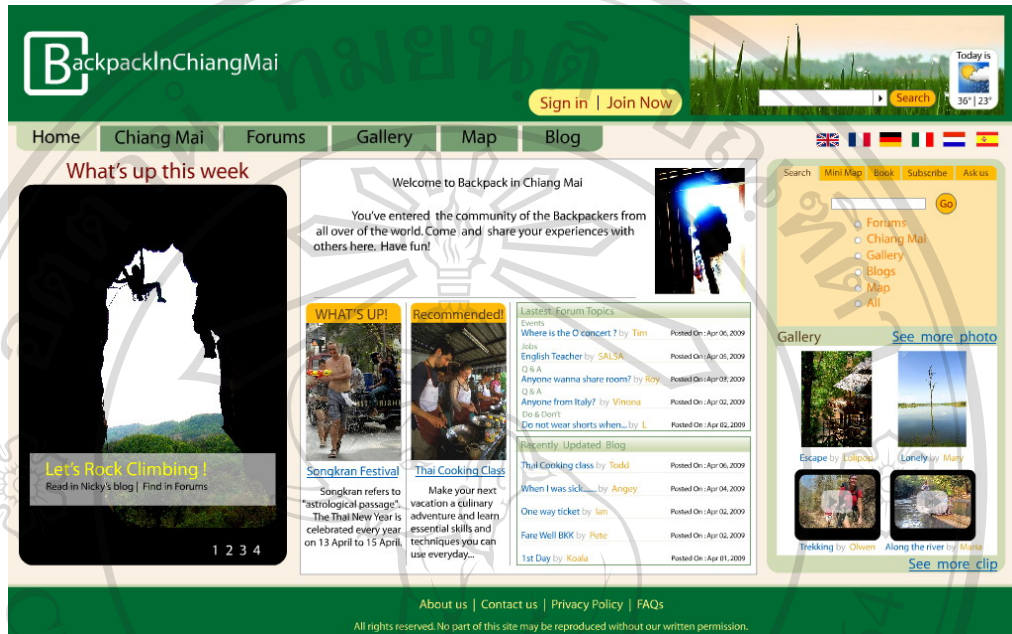 BackpackInChiangMai
Today is
36° | 23°
Search
Sign in | Join Now
Home Chiang Mai Forums Gallery Map Blog
What's up this week
Let's Rock Climbing !
Read in Nicky's blog | Find in Forums
1 2 3 4
Welcome to Backpack in Chiang Mai
You've entered the community of the Backpackers from
all over of the world. Come and share your experiences with
others here. Have fun!
WHAT'S UP!
Songkran Festival
Songkran refers to
"astrological passage".
The Thai New Year is
celebrated every year
on 13 April to 15 April.
Recommended!
Thai Cooking Class
Make your next
vacation a culinary
adventure and learn
essential skills and
techniques you can
use everyday...
Lastest Forum Topics
Events
Where is the O concert ? by Tim Posted On : Apr 06, 2009
Jobs
English Teacher by SALSA Posted On : Apr 05, 2009
Q & A
Anyone wanna share room? by Roy Posted On : Apr 03, 2009
Q & A
Anyone from Italy? by Vinona Posted On : Apr 02, 2009
Do & Don't
Do not wear shorts when... by L Posted On : Apr 02, 2009
Recently Updated Blog
Thai Cooking class by Todd Posted On : Apr 06, 2009
When I was sick...... by Angey Posted On : Apr 04, 2009
One way ticket by Ian Posted On : Apr 02, 2009
Fare Well BKK by Pete Posted On : Apr 02, 2009
1st Day by Koala Posted On : Apr 01, 2009
Search Mini Map Book Subscribe Ask us
Go
Forums
Chiang Mai
Gallery
Blogs
Map
All
Gallery See more photo
Escape by Lolipop Lonely by Mary
Trekking by Olwen Along the river by Maria
See more clip
About us | Contact us | Privacy Policy | FAQs
All rights reserved. No part of this site may be reproduced without our written permission.